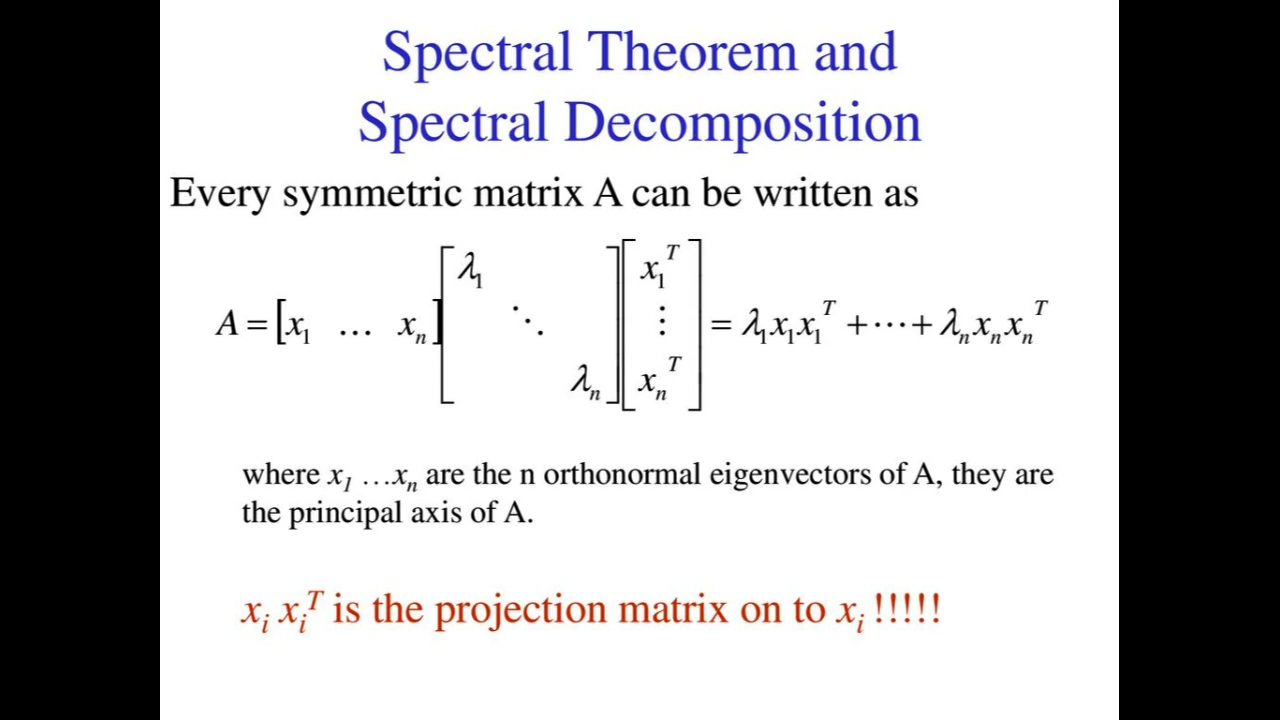 Spectral Theorem and
Spectral Decomposition
Every symmetric matrix A can be written as
A = [x₁ … xₙ] [λ₁ ⋱ λₙ] [x₁ᵀ ⋮ xₙᵀ] = λ₁x₁x₁ᵀ + ⋯ + λₙxₙxₙᵀ
where x₁ …xₙ are the n orthonormal eigenvectors of A, they are
the principal axis of A.
xᵢ xᵢᵀ is the projection matrix on to xᵢ !!!!!